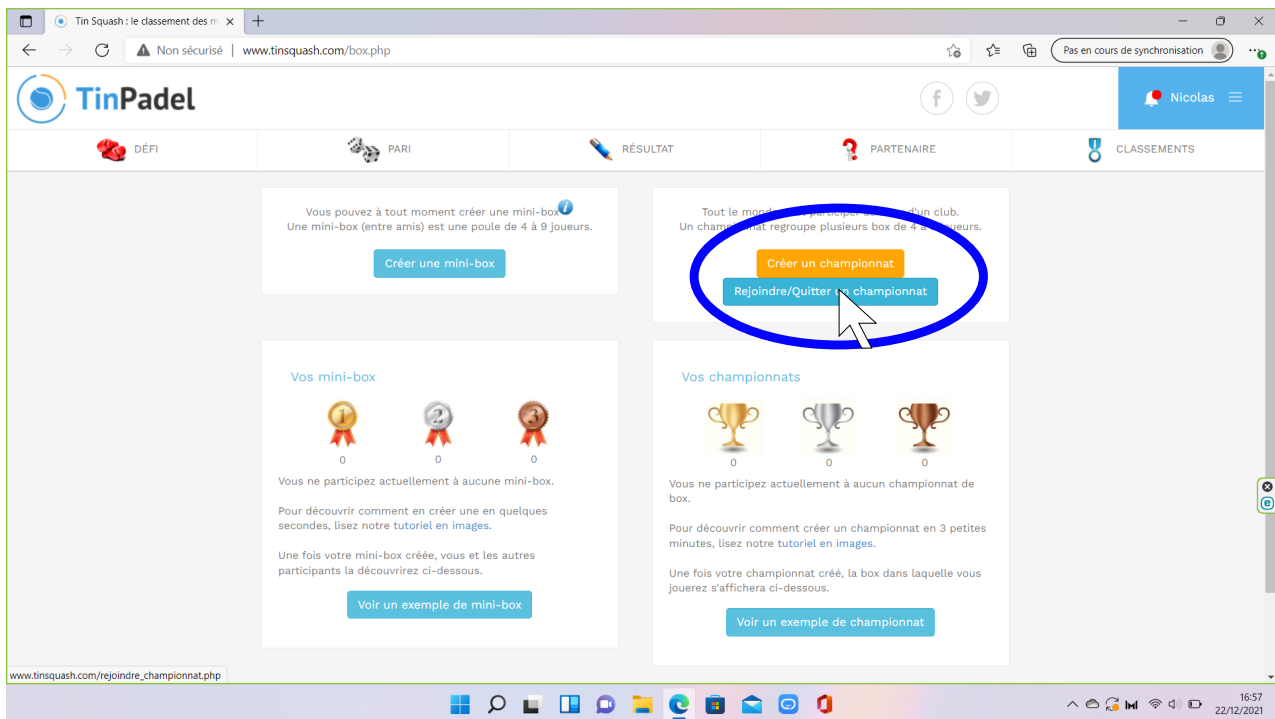 Tin Squash : le classement des m
Non sécurisé | www.tinsquash.com/box.php
Pas en cours de synchronisation
TinPadel
f
Nicolas
DÉFI
PARI
RÉSULTAT
PARTENAIRE
CLASSEMENTS
Vous pouvez à tout moment créer une mini-box
Une mini-box (entre amis) est une poule de 4 à 9 joueurs.
Créer une mini-box
Tout le monde participer d'un club.
Un championnat regroupe plusieurs box de 4 à joueurs.
Créer un championnat
Rejoindre/Quitter un championnat
Vos mini-box
1 2 3
0 0 0
Vous ne participez actuellement à aucune mini-box.
Pour découvrir comment en créer une en quelques
secondes, lisez notre tutoriel en images.
Une fois votre mini-box créée, vous et les autres
participants la découvrirez ci-dessous.
Voir un exemple de mini-box
Vos championnats
0 0 0
Vous ne participez actuellement à aucun championnat de
box.
Pour découvrir comment créer un championnat en 3 petites
minutes, lisez notre tutoriel en images.
Une fois votre championnat créé, la box dans laquelle vous
jouerez s'affichera ci-dessous.
Voir un exemple de championnat
www.tinsquash.com/rejoindre_championnat.php
16:57
22/12/2021